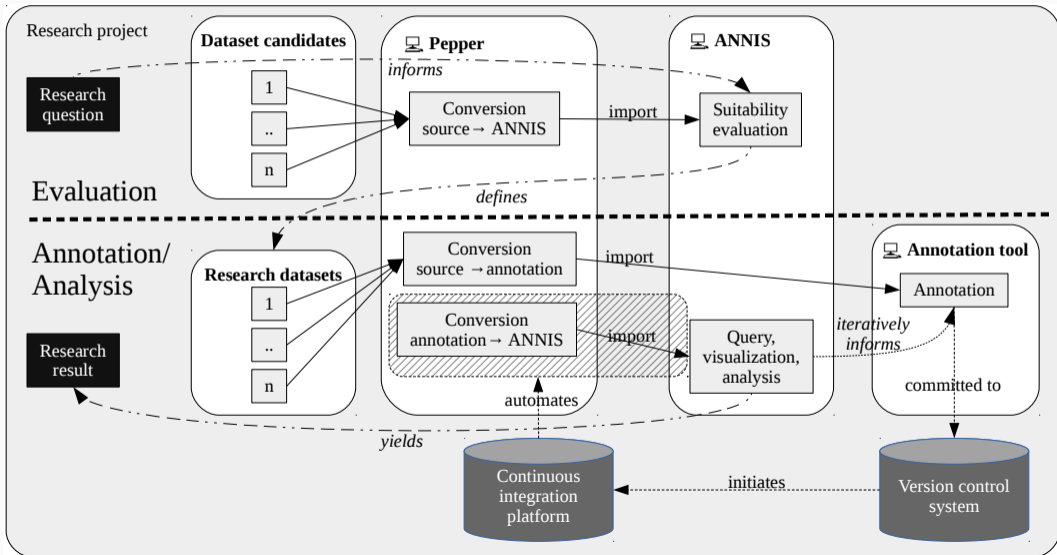 Research project
Dataset candidates
Pepper
ANNIS
informs
Research
question
1
..
n
Conversion
source→ ANNIS
import
Suitability
evaluation
Evaluation
defines
Annotation/
Analysis
Research datasets
1
..
n
Conversion
source →annotation
import
Annotation tool
Annotation
Conversion
annotation→ ANNIS
import
Query,
visualization,
analysis
iteratively
informs
Research
result
automates
committed to
yields
Continuous
integration
platform
initiates
Version control
system